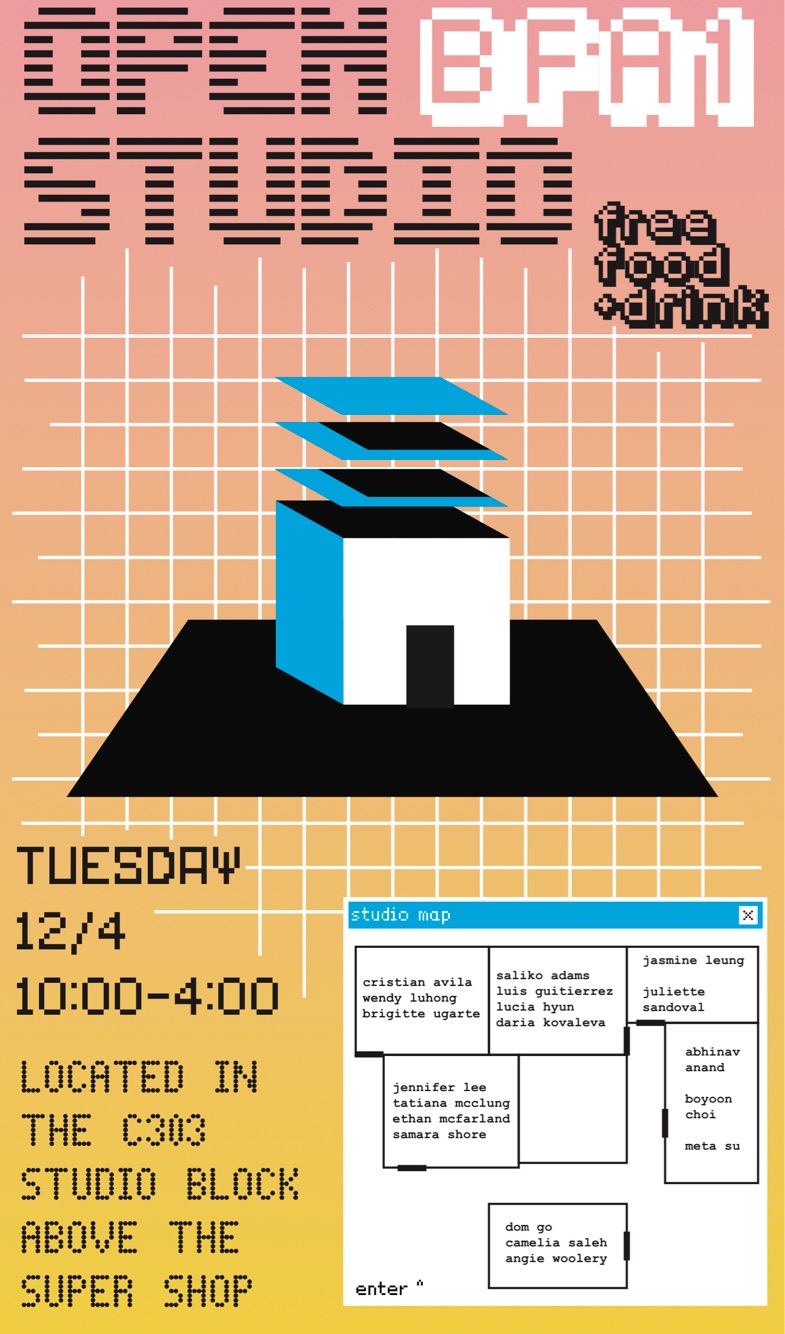 OPEN BFAN
STUDIO
free
food
+drink
TUESDAY
12/4
10:00-4:00
LOCATED IN
THE C303
STUDIO BLOCK
ABOVE THE
SUPER SHOP
studio map X
cristian avila
wendy luhong
brigitte ugarte
saliko adams
luis guitierrez
lucia hyun
daria kovaleva
jasmine leung
juliette
sandoval
jennifer lee
tatiana mcclung
ethan mcfarland
samara shore
abhinav
anand
boyoon
choi
meta su
dom go
camelia saleh
angie woolery
enter ^